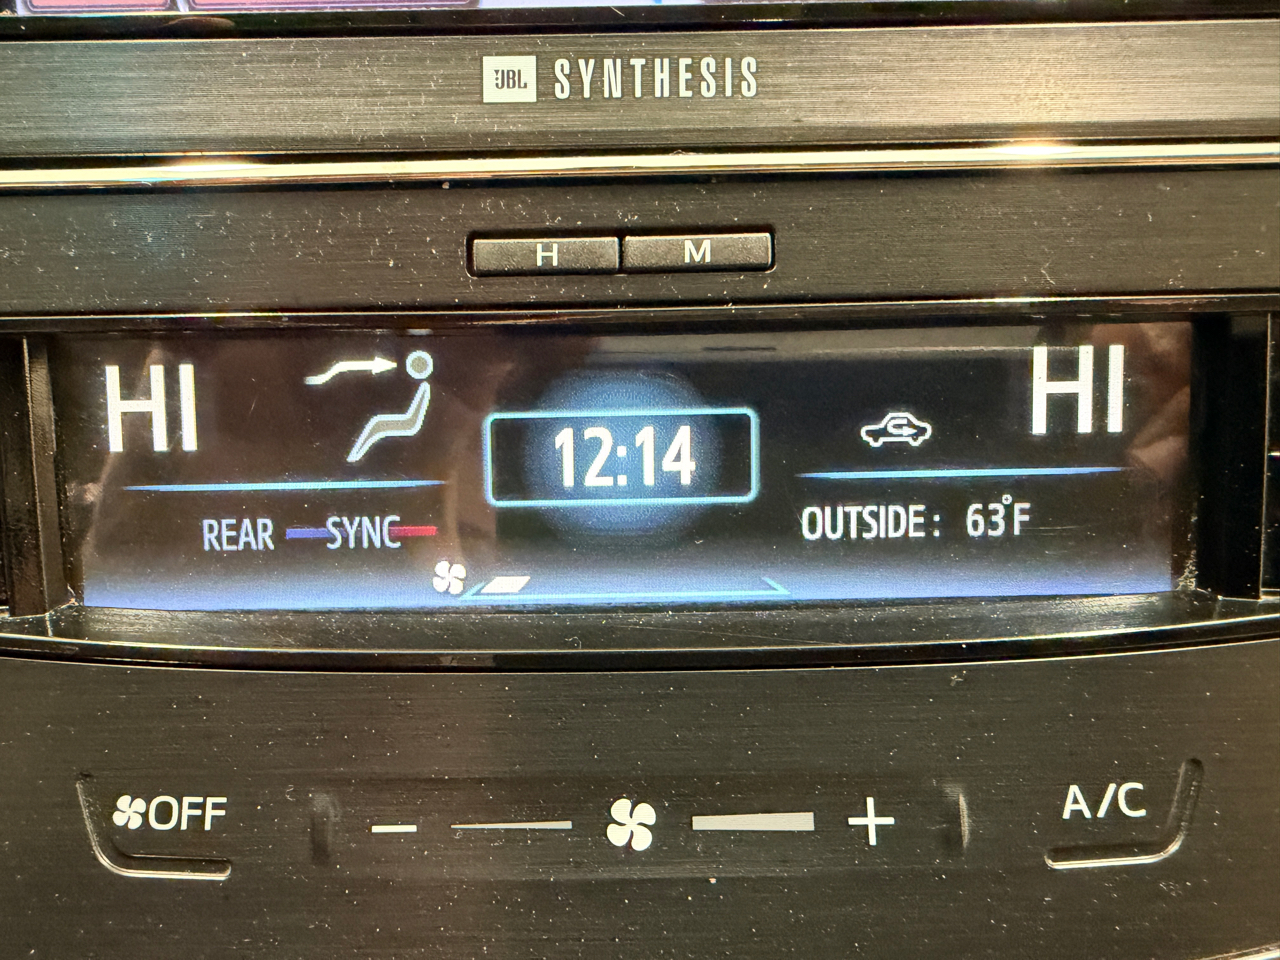 JBL SYNTHESIS
H M
HI 12:14 HI
REAR SYNC OUTSIDE: 63°F
OFF - + A/C